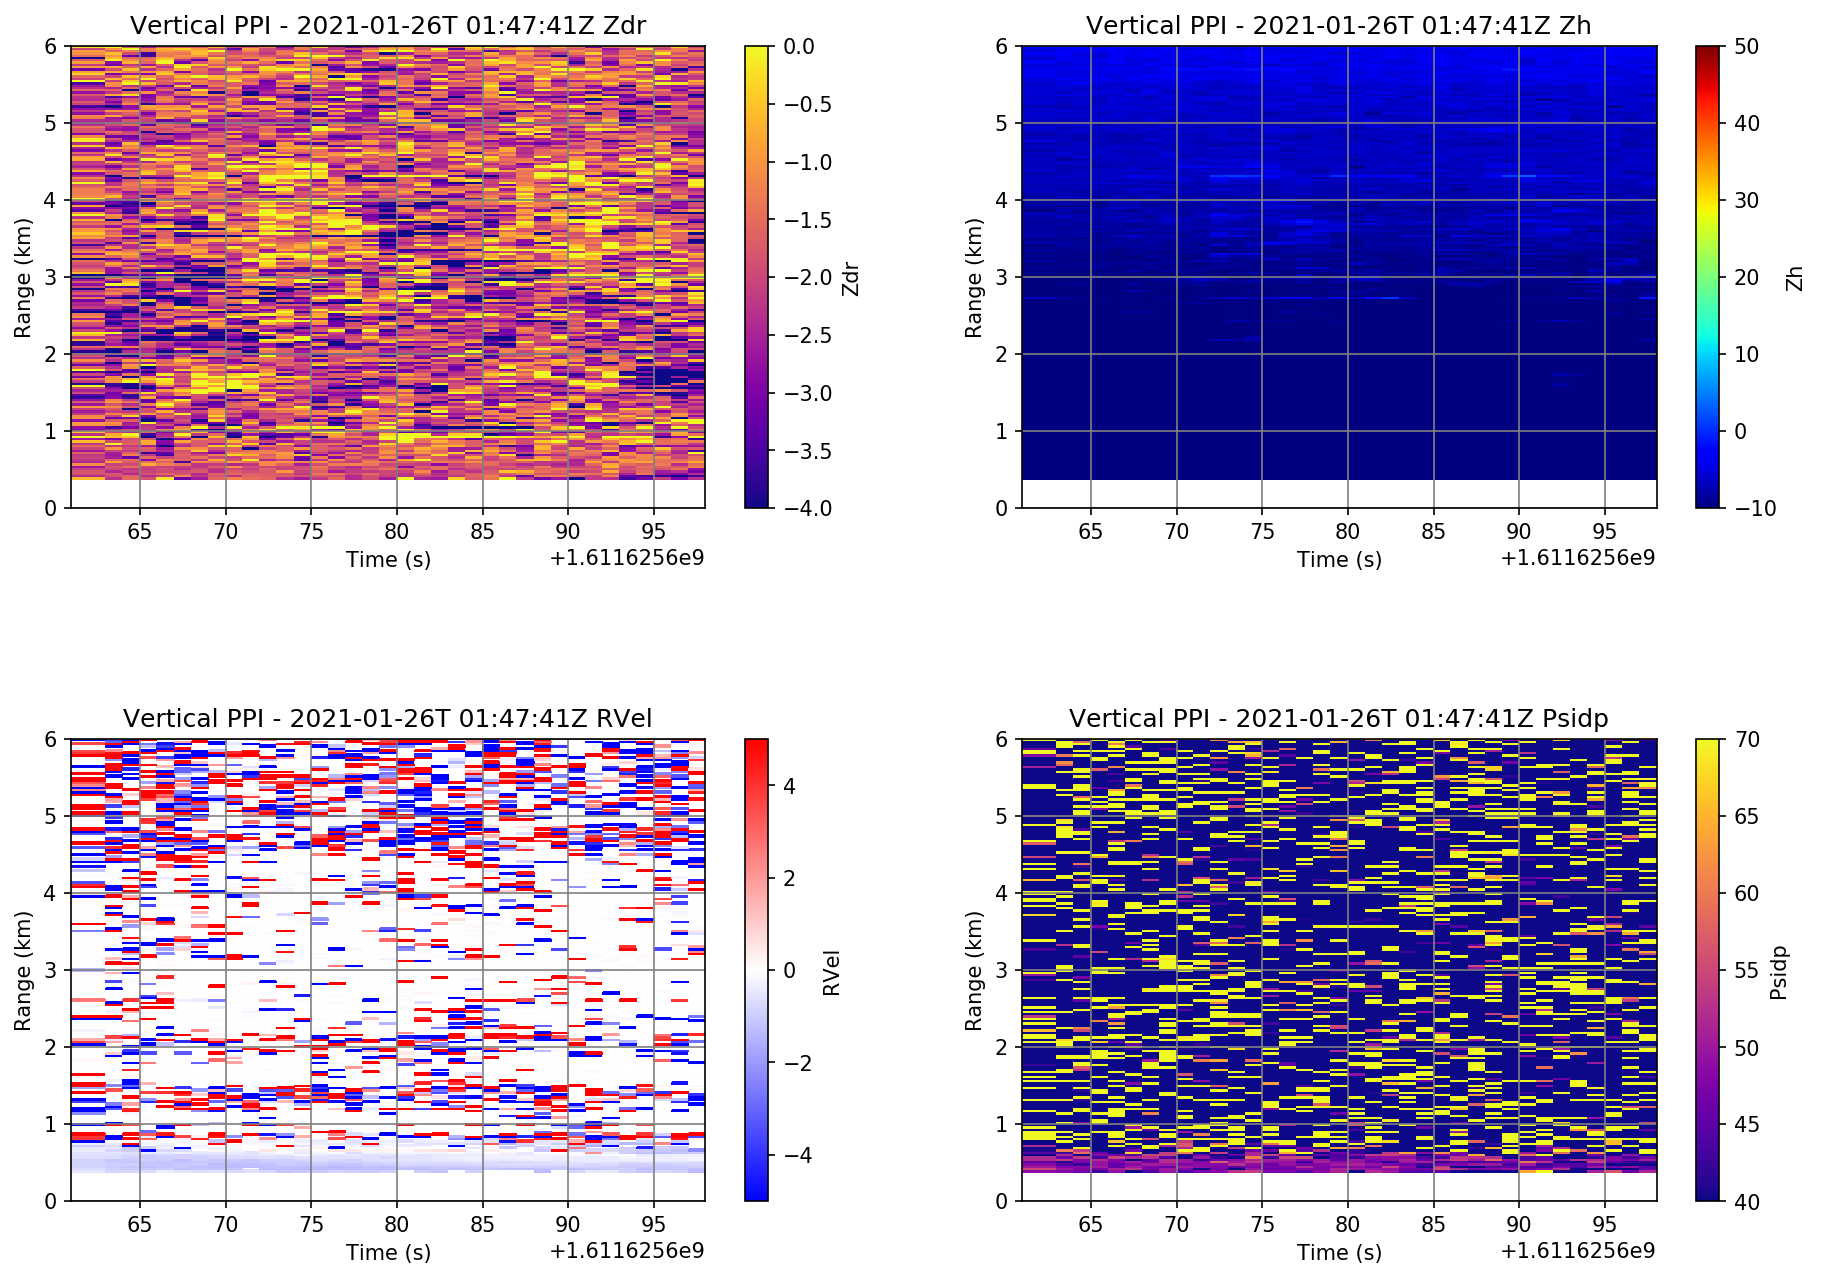 Vertical PPI - 2021-01-26T 01:47:41Z Zdr
6
5
4
3
2
1
0
Range (km)
65 70 75 80 85 90 95
Time (s)
+1.6116256e9
0.0
−0.5
−1.0
−1.5
−2.0
−2.5
−3.0
−3.5
−4.0
Zdr
Vertical PPI - 2021-01-26T 01:47:41Z Zh
6
5
4
3
2
1
0
Range (km)
65 70 75 80 85 90 95
Time (s)
+1.6116256e9
50
40
30
20
10
0
−10
Zh
Vertical PPI - 2021-01-26T 01:47:41Z RVel
6
5
4
3
2
1
0
Range (km)
65 70 75 80 85 90 95
Time (s)
+1.6116256e9
4
2
0
−2
−4
RVel
Vertical PPI - 2021-01-26T 01:47:41Z Psidp
6
5
4
3
2
1
0
Range (km)
65 70 75 80 85 90 95
Time (s)
+1.6116256e9
70
65
60
55
50
45
40
Psidp